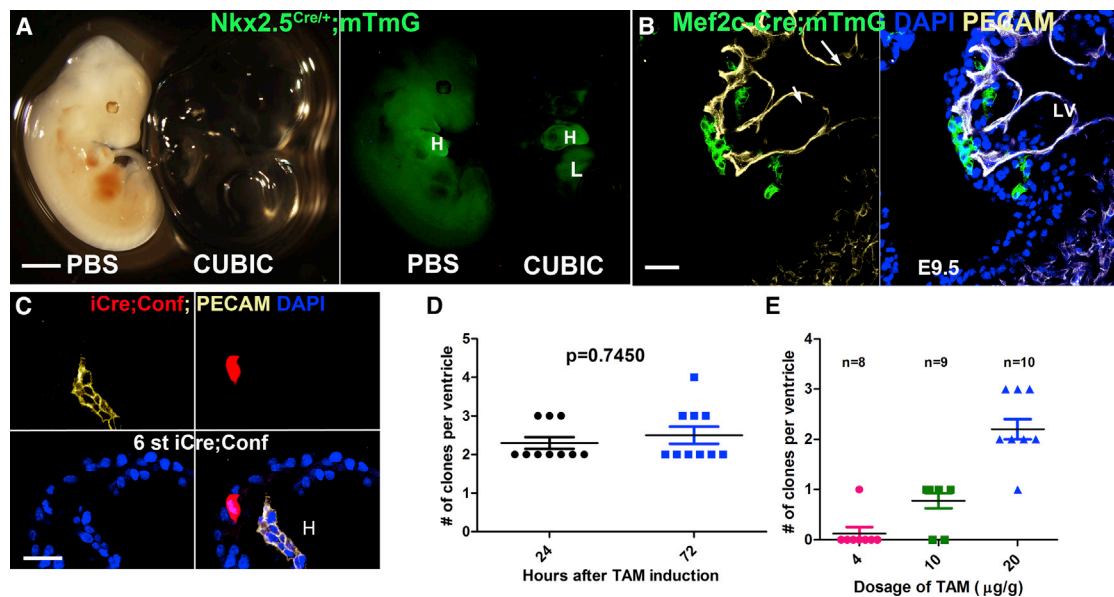 A
Nkx2.5Cre/+;mTmG
PBS
CUBIC
H
H
L
PBS
CUBIC
B
Mef2c-Cre;mTmG DAPI PECAM
LV
E9.5
C
iCre;Conf; PECAM DAPI
6 st iCre;Conf
H
D
p=0.7450
# of clones per ventricle
5
4
3
2
1
0
24
72
Hours after TAM induction
E
n=8
n=9
n=10
# of clones per ventricle
4
3
2
1
0
4
10
20
Dosage of TAM ( μg/g)